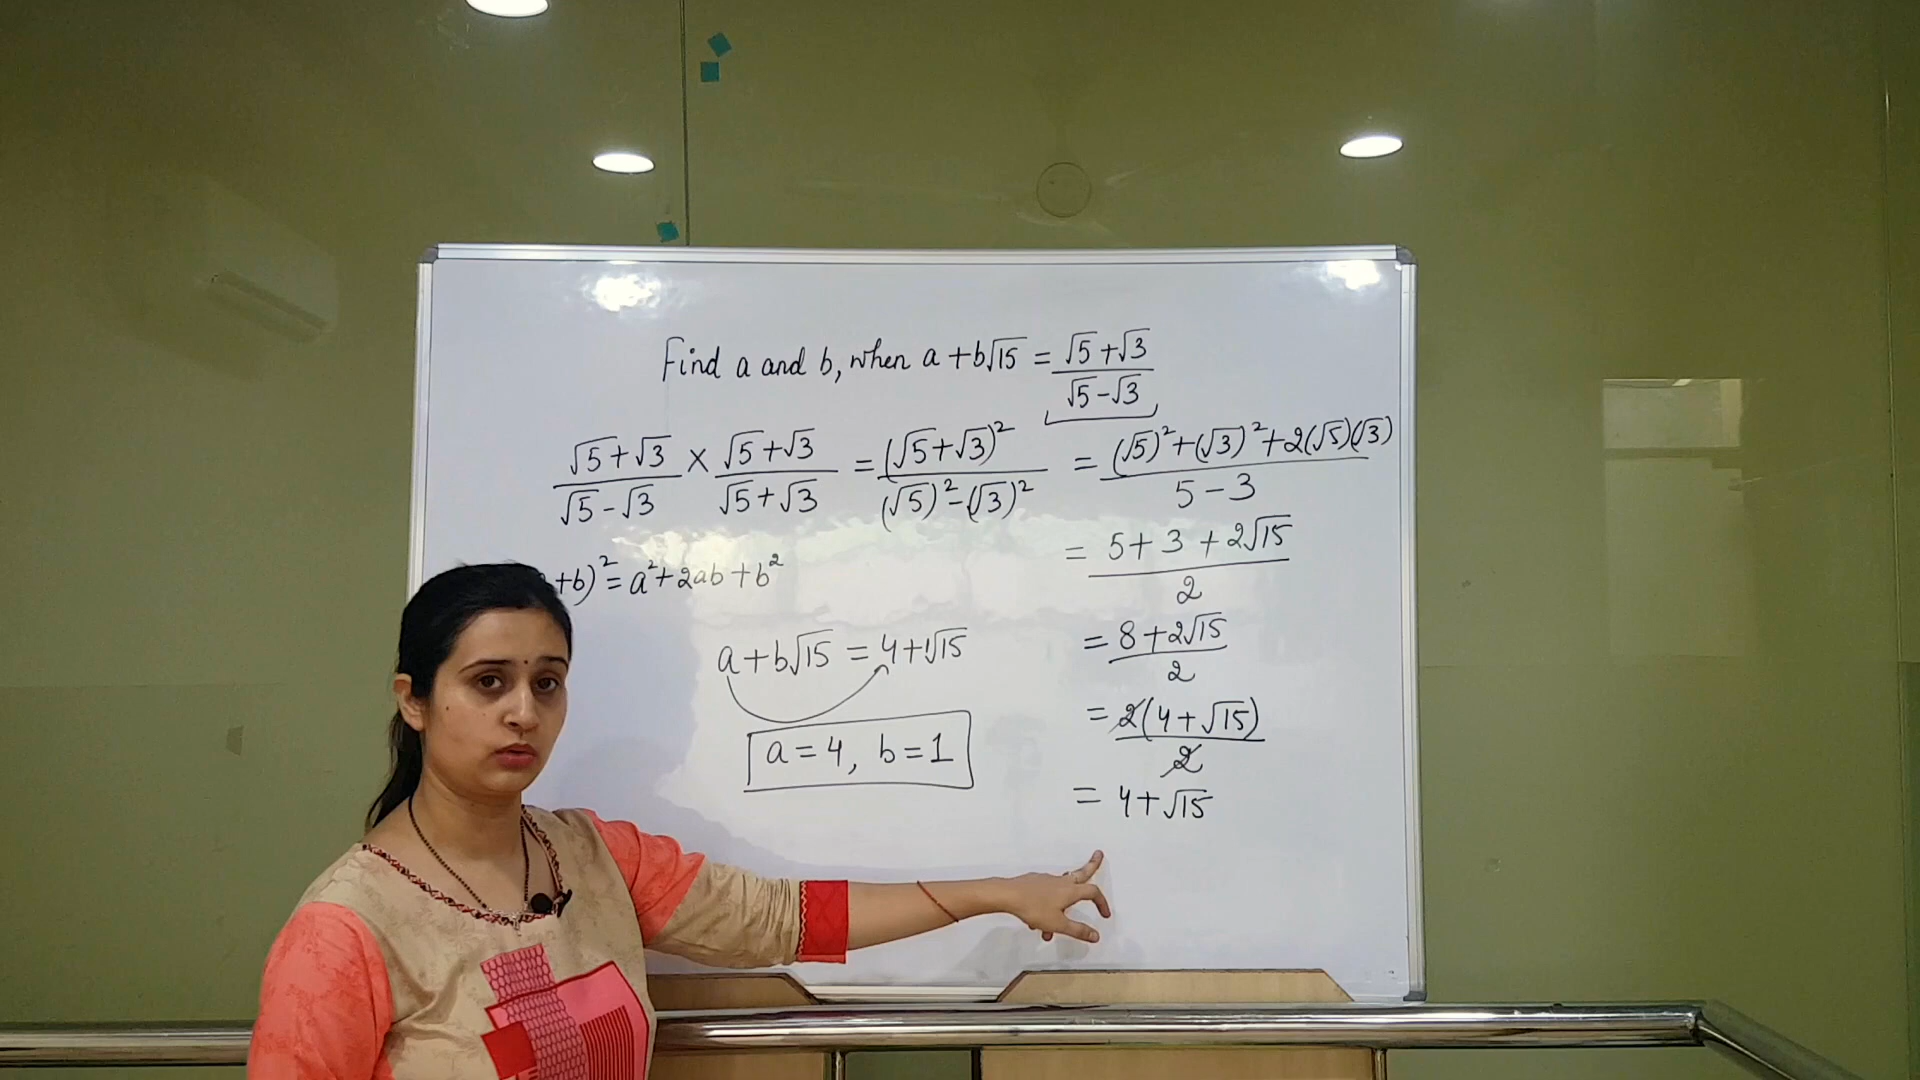 Find a and b, when a + b√15 = (√5 + √3)/(√5 - √3)
(√5 + √3)/(√5 - √3) × (√5 + √3)/(√5 + √3) = (√5 + √3)²/((√5)² - (√3)²) = ((√5)² + (√3)² + 2(√5)(√3))/(5 - 3)
= (5 + 3 + 2√15)/2
+ b)² = a² + 2ab + b²
= (8 + 2√15)/2
a + b√15 = 4 + 1√15
= 2(4 + √15)/2
a = 4, b = 1
= 4 + √15